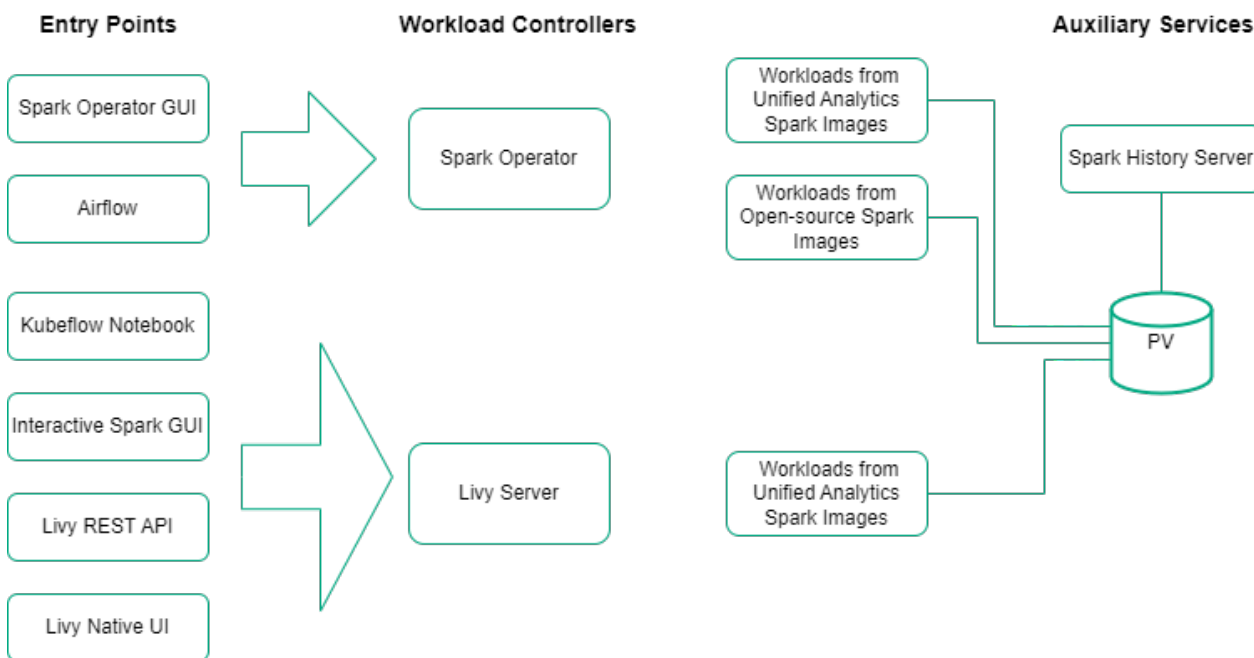 Entry Points
Workload Controllers
Auxiliary Services
Spark Operator GUI
Airflow
Kubeflow Notebook
Interactive Spark GUI
Livy REST API
Livy Native UI
Spark Operator
Livy Server
Workloads from
Unified Analytics
Spark Images
Workloads from
Open-source Spark
Images
Workloads from
Unified Analytics
Spark Images
Spark History Server
PV